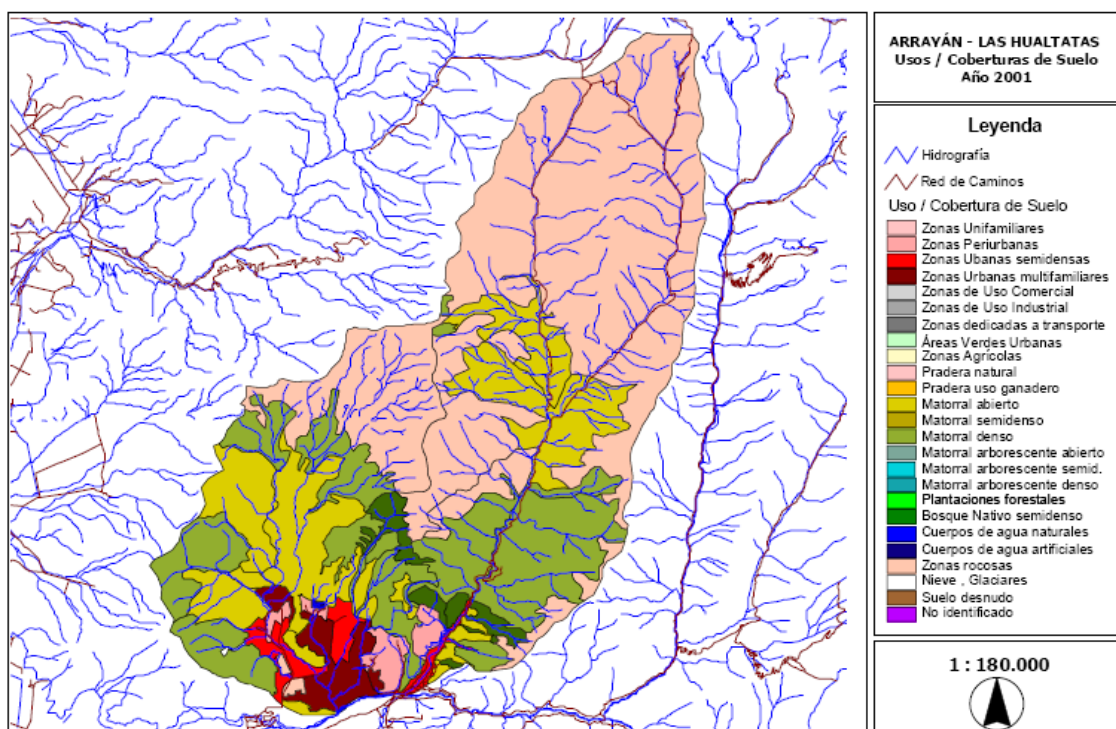 ARRAYÁN - LAS HUALTATAS
Usos / Coberturas de Suelo
Año 2001
Leyenda
Hidrografía
Red de Caminos
Uso / Cobertura de Suelo
Zonas Unifamiliares
Zonas Periurbanas
Zonas Ubanas semidensas
Zonas Urbanas multifamiliares
Zonas de Uso Comercial
Zonas de Uso Industrial
Zonas dedicadas a transporte
Áreas Verdes Urbanas
Zonas Agrícolas
Pradera natural
Pradera uso ganadero
Matorral abierto
Matorral semidenso
Matorral denso
Matorral arborescente abierto
Matorral arborescente semid.
Matorral arborescente denso
Plantaciones forestales
Bosque Nativo semidenso
Cuerpos de agua naturales
Cuerpos de agua artificiales
Zonas rocosas
Nieve , Glaciares
Suelo desnudo
No identificado
1 : 180.000